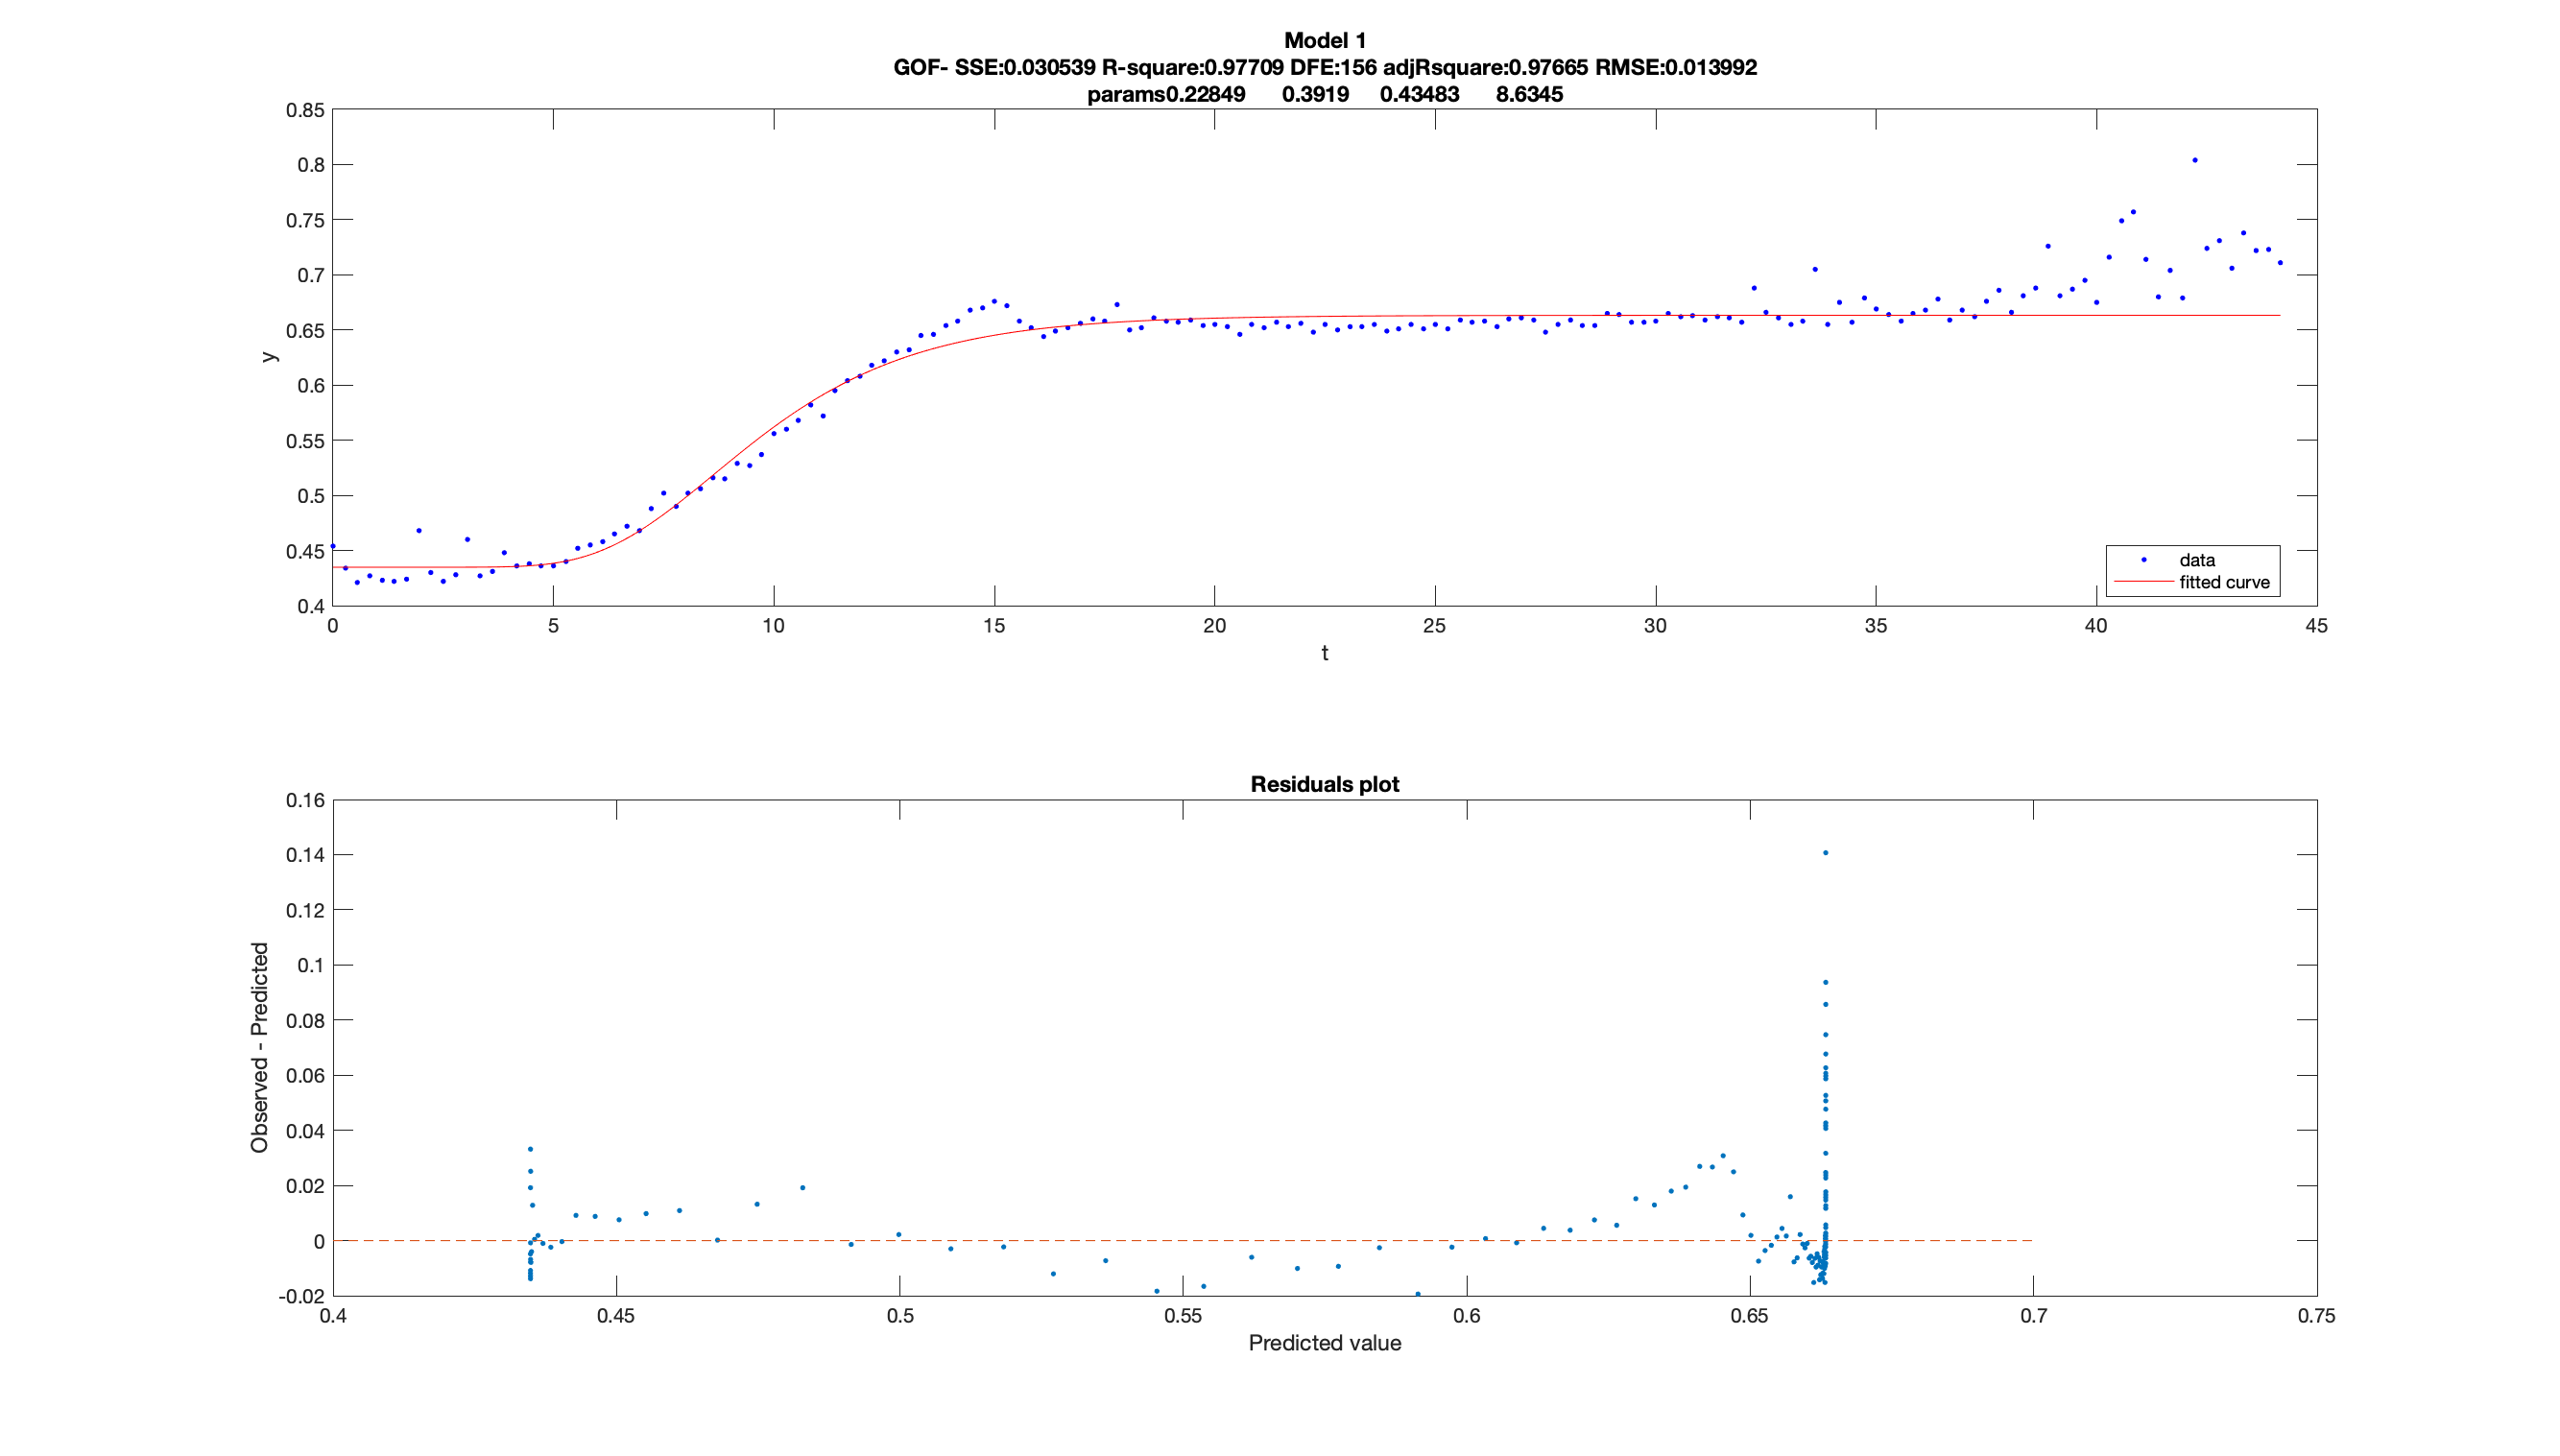 Model 1
GOF- SSE:0.030539 R-square:0.97709 DFE:156 adjRsquare:0.97665 RMSE:0.013992
params0.22849 0.3919 0.43483 8.6345
0.85
0.8
0.75
0.7
0.65
0.6
0.55
0.5
0.45
0.4
y
0 5 10 15 20 25 30 35 40 45
t
data
fitted curve
Residuals plot
0.16
0.14
0.12
0.1
0.08
0.06
0.04
0.02
0
-0.02
Observed - Predicted
0.4 0.45 0.5 0.55 0.6 0.65 0.7 0.75
Predicted value